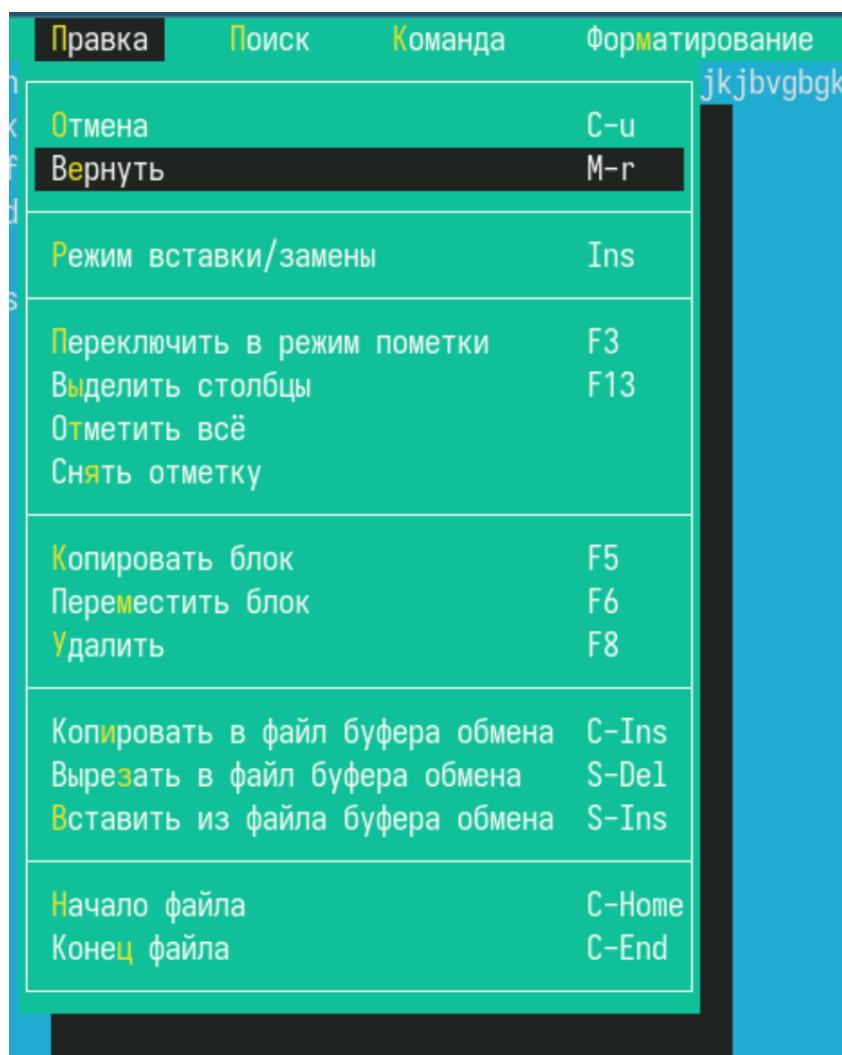 Правка Поиск Команда Форматирование
jkjbvgbgk
Отмена C-u
Вернуть M-r
Режим вставки/замены Ins
Переключить в режим пометки F3
Выделить столбцы F13
Отметить всё
Снять отметку
Копировать блок F5
Переместить блок F6
Удалить F8
Копировать в файл буфера обмена C-Ins
Вырезать в файл буфера обмена S-Del
Вставить из файла буфера обмена S-Ins
Начало файла C-Home
Конец файла C-End